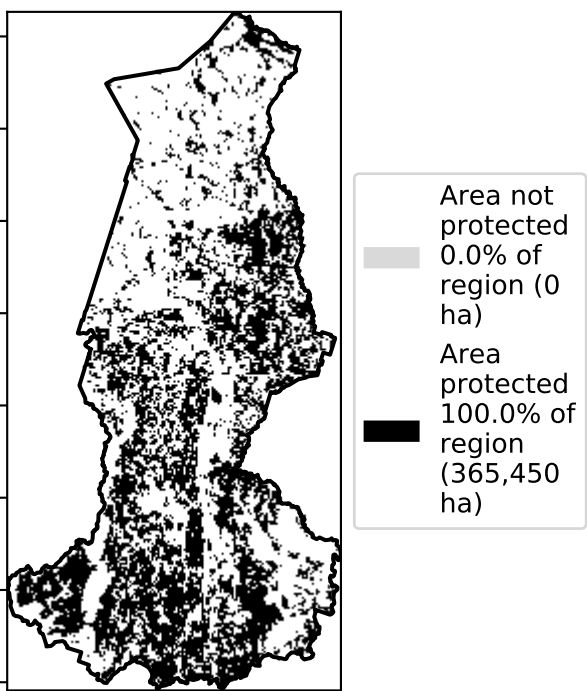 Area not
protected
0.0% of
region (0
ha)
Area
protected
100.0% of
region
(365,450
ha)